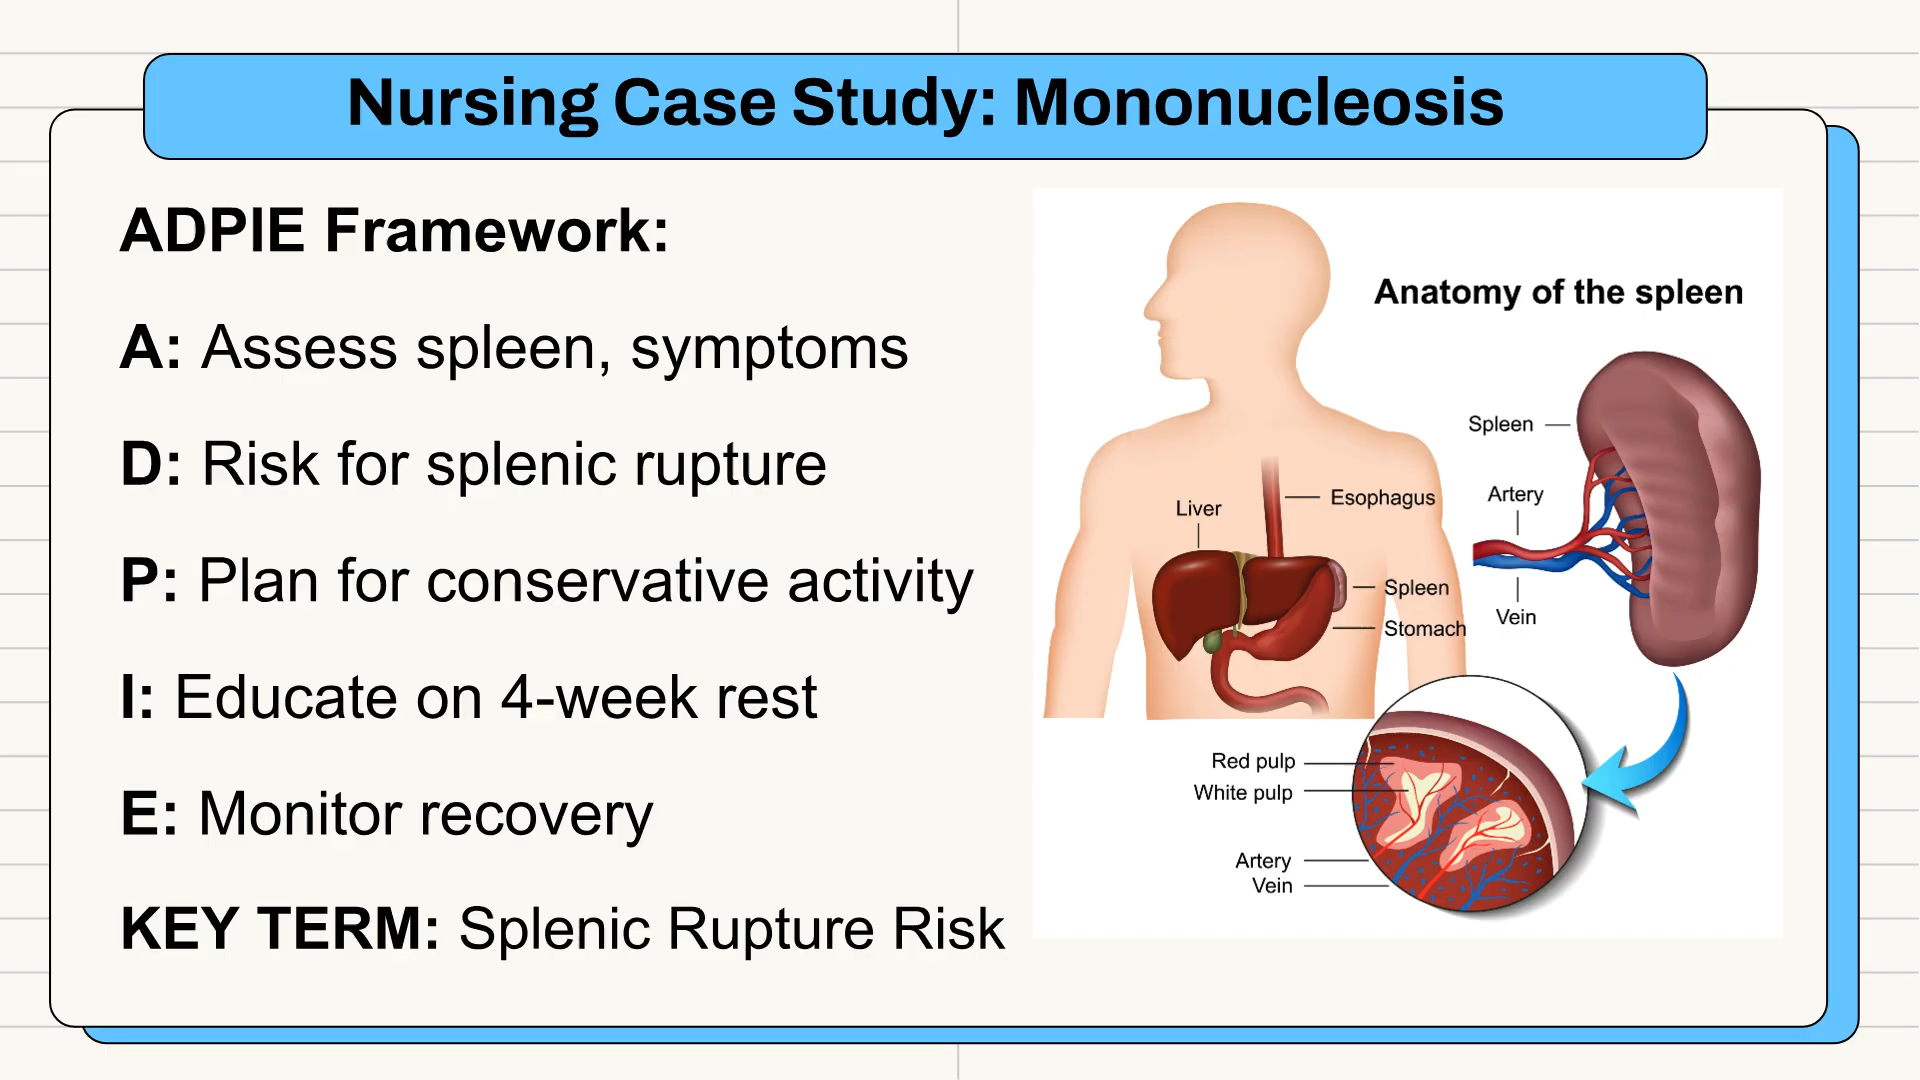 Nursing Case Study: Mononucleosis
ADPIE Framework:
A: Assess spleen, symptoms
D: Risk for splenic rupture
P: Plan for conservative activity
I: Educate on 4-week rest
E: Monitor recovery
KEY TERM: Splenic Rupture Risk
Anatomy of the spleen
Spleen
Artery
Vein
Liver
Esophagus
Spleen
Stomach
Red pulp
White pulp
Artery
Vein